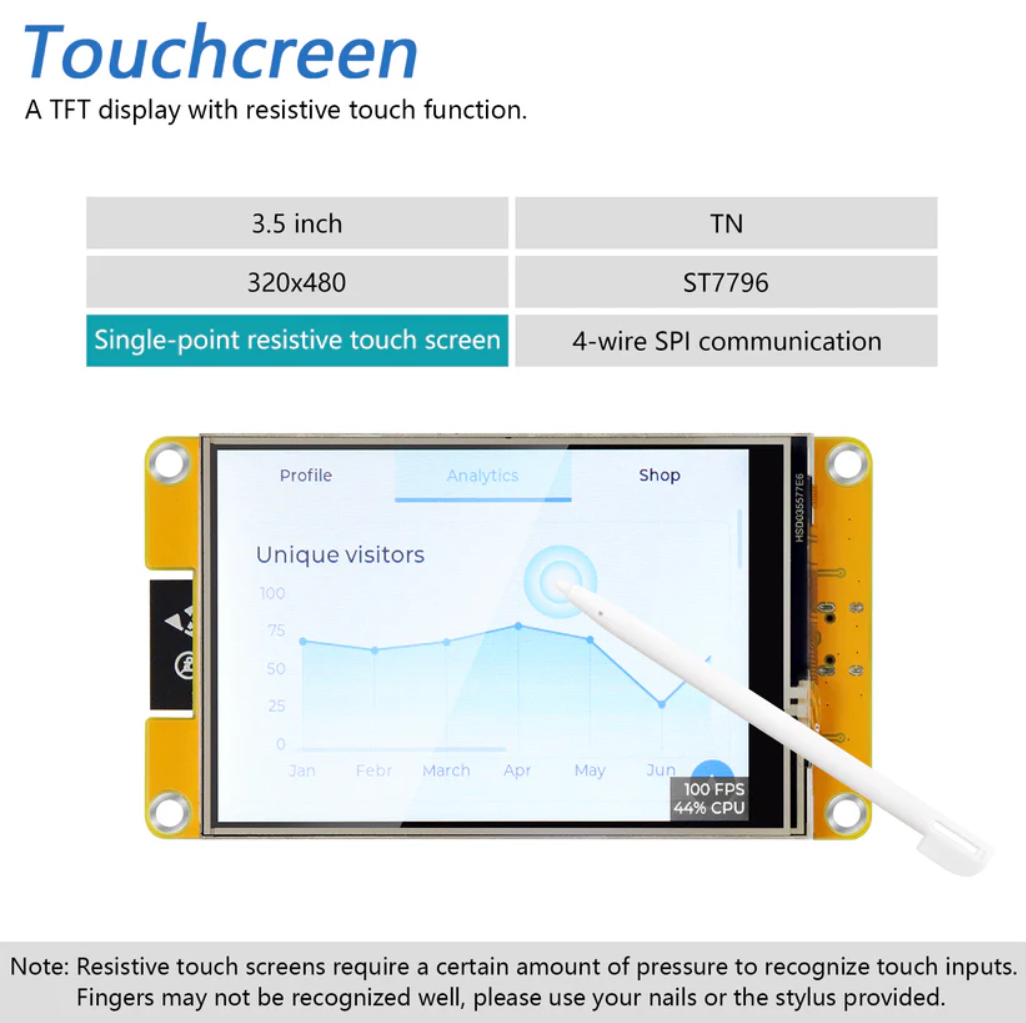 Touchcreen
A TFT display with resistive touch function.
3.5 inch
TN
320x480
ST7796
Single-point resistive touch screen
4-wire SPI communication
Profile
Analytics
Shop
HSD035577E6
Unique visitors
100
75
50
25
0
Jan
Febr
March
Apr
May
Jun
100 FPS
44% CPU
Note: Resistive touch screens require a certain amount of pressure to recognize touch inputs.
Fingers may not be recognized well, please use your nails or the stylus provided.